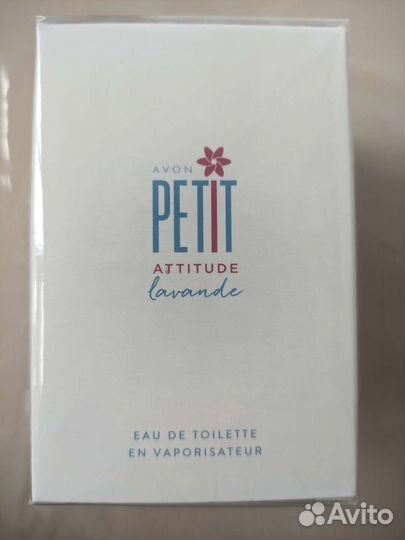 AVON
PETIT
ATTITUDE
lavande
EAU DE TOILETTE
EN VAPORISATEUR
Avito